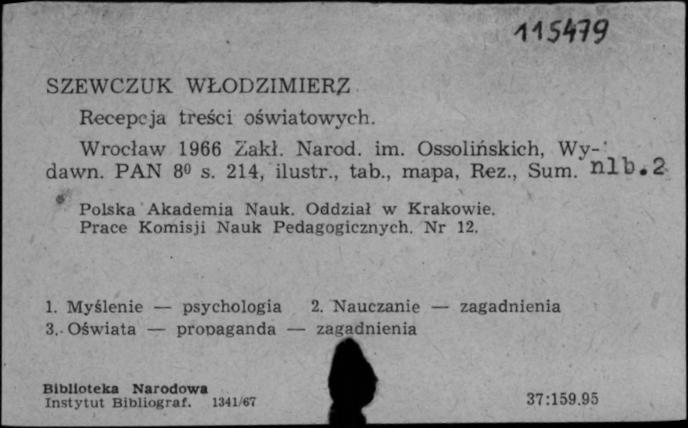 115479
SZEWCZUK WŁODZIMIERZ
Recepcja treści oświatowych.
Wrocław 1966 Zakł. Narod. im. Ossolińskich, Wy-
dawn. PAN 8⁰ s. 214, ilustr., tab., mapa, Rez., Sum. nlb.2
Polska Akademia Nauk. Oddział w Krakowie.
Prace Komisji Nauk Pedagogicznych. Nr 12.
1. Myślenie — psychologia 2. Nauczanie — zagadnienia
3. Oświata — propaganda — zagadnienia
Biblioteka Narodowa
Instytut Bibliograf. 1341/67 37:159.95